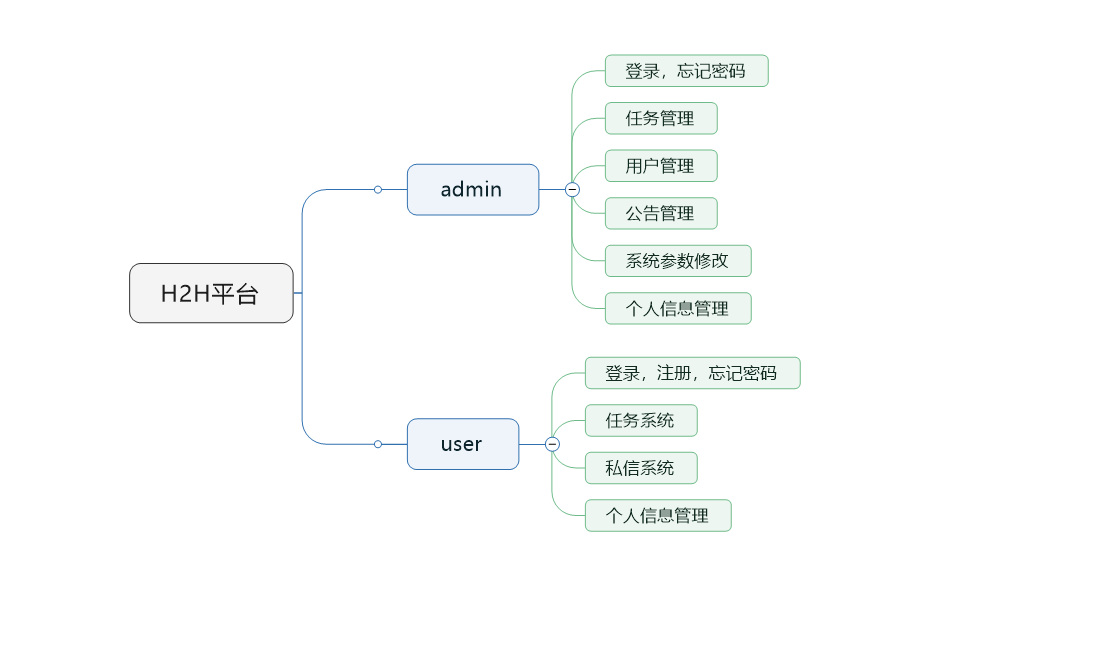 H2H平台
admin
登录，忘记密码
任务管理
用户管理
公告管理
系统参数修改
个人信息管理
user
登录，注册，忘记密码
任务系统
私信系统
个人信息管理